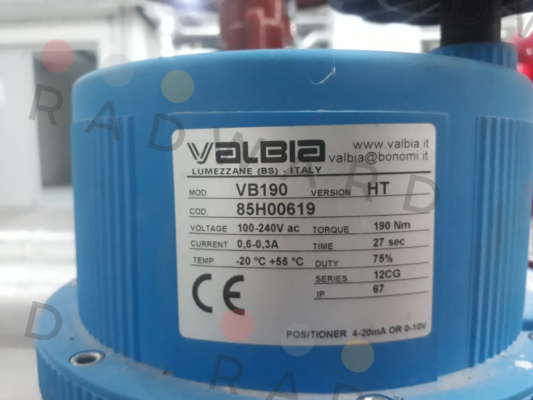 VALBIA www.valbia.it
LUMEZZANE (BS) - ITALY valbia@bonomi.it
MOD. VB190 VERSION HT
COD. 85H00619
VOLTAGE 100-240V ac TORQUE 190 Nm
CURRENT 0,6-0,3A TIME 27 sec
TEMP. -20 °C +55 °C DUTY 75%
SERIES 12CG
CE IP 67
POSITIONER 4-20mA OR 0-10V
RADWARD
RADWARD